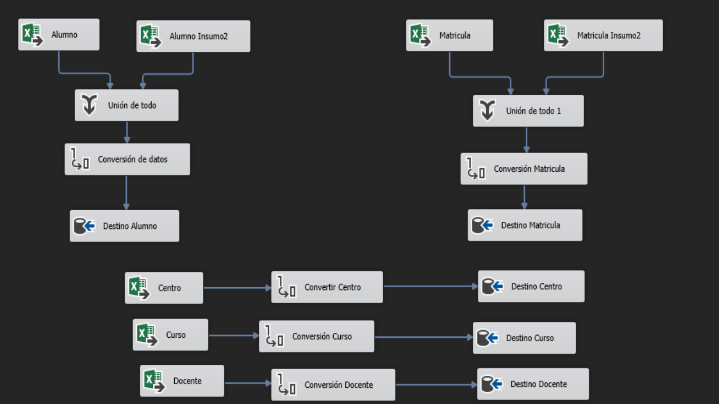 Alumno
Alumno Insumo2
Matricula
Matricula Insumo2
Unión de todo
Unión de todo 1
Conversión de datos
Conversión Matricula
Destino Alumno
Destino Matricula
Centro
Convertir Centro
Destino Centro
Curso
Conversión Curso
Destino Curso
Docente
Conversión Docente
Destino Docente